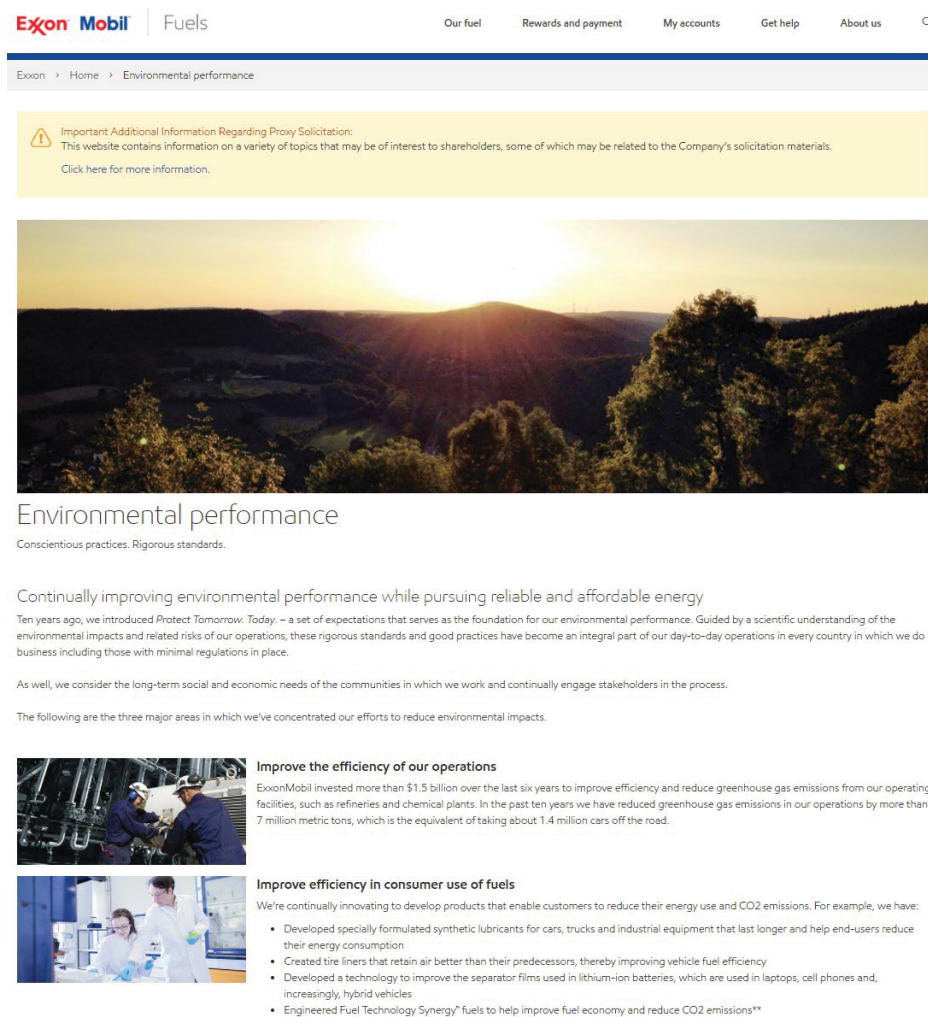 Exxon Mobil Fuels
Our fuel Rewards and payment My accounts Get help About us
Exxon > Home > Environmental performance
Important Additional Information Regarding Proxy Solicitation:
This website contains information on a variety of topics that may be of interest to shareholders, some of which may be related to the Company's solicitation materials.
Click here for more information.
Environmental performance
Conscientious practices. Rigorous standards.
Continually improving environmental performance while pursuing reliable and affordable energy
Ten years ago, we introduced Protect Tomorrow. Today. – a set of expectations that serves as the foundation for our environmental performance. Guided by a scientific understanding of the
environmental impacts and related risks of our operations, these rigorous standards and good practices have become an integral part of our day-to-day operations in every country in which we do
business including those with minimal regulations in place.
As well, we consider the long-term social and economic needs of the communities in which we work and continually engage stakeholders in the process.
The following are the three major areas in which we've concentrated our efforts to reduce environmental impacts.
Improve the efficiency of our operations
ExxonMobil invested more than $1.5 billion over the last six years to improve efficiency and reduce greenhouse gas emissions from our operating
facilities, such as refineries and chemical plants. In the past ten years we have reduced greenhouse gas emissions in our operations by more than
7 million metric tons, which is the equivalent of taking about 1.4 million cars off the road.
Improve efficiency in consumer use of fuels
We're continually innovating to develop products that enable customers to reduce their energy use and CO2 emissions. For example, we have:
• Developed specially formulated synthetic lubricants for cars, trucks and industrial equipment that last longer and help end-users reduce
their energy consumption
• Created tire liners that retain air better than their predecessors, thereby improving vehicle fuel efficiency
• Developed a technology to improve the separator films used in lithium-ion batteries, which are used in laptops, cell phones and,
increasingly, hybrid vehicles
• Engineered Fuel Technology Synergy™ fuels to help improve fuel economy and reduce CO2 emissions**